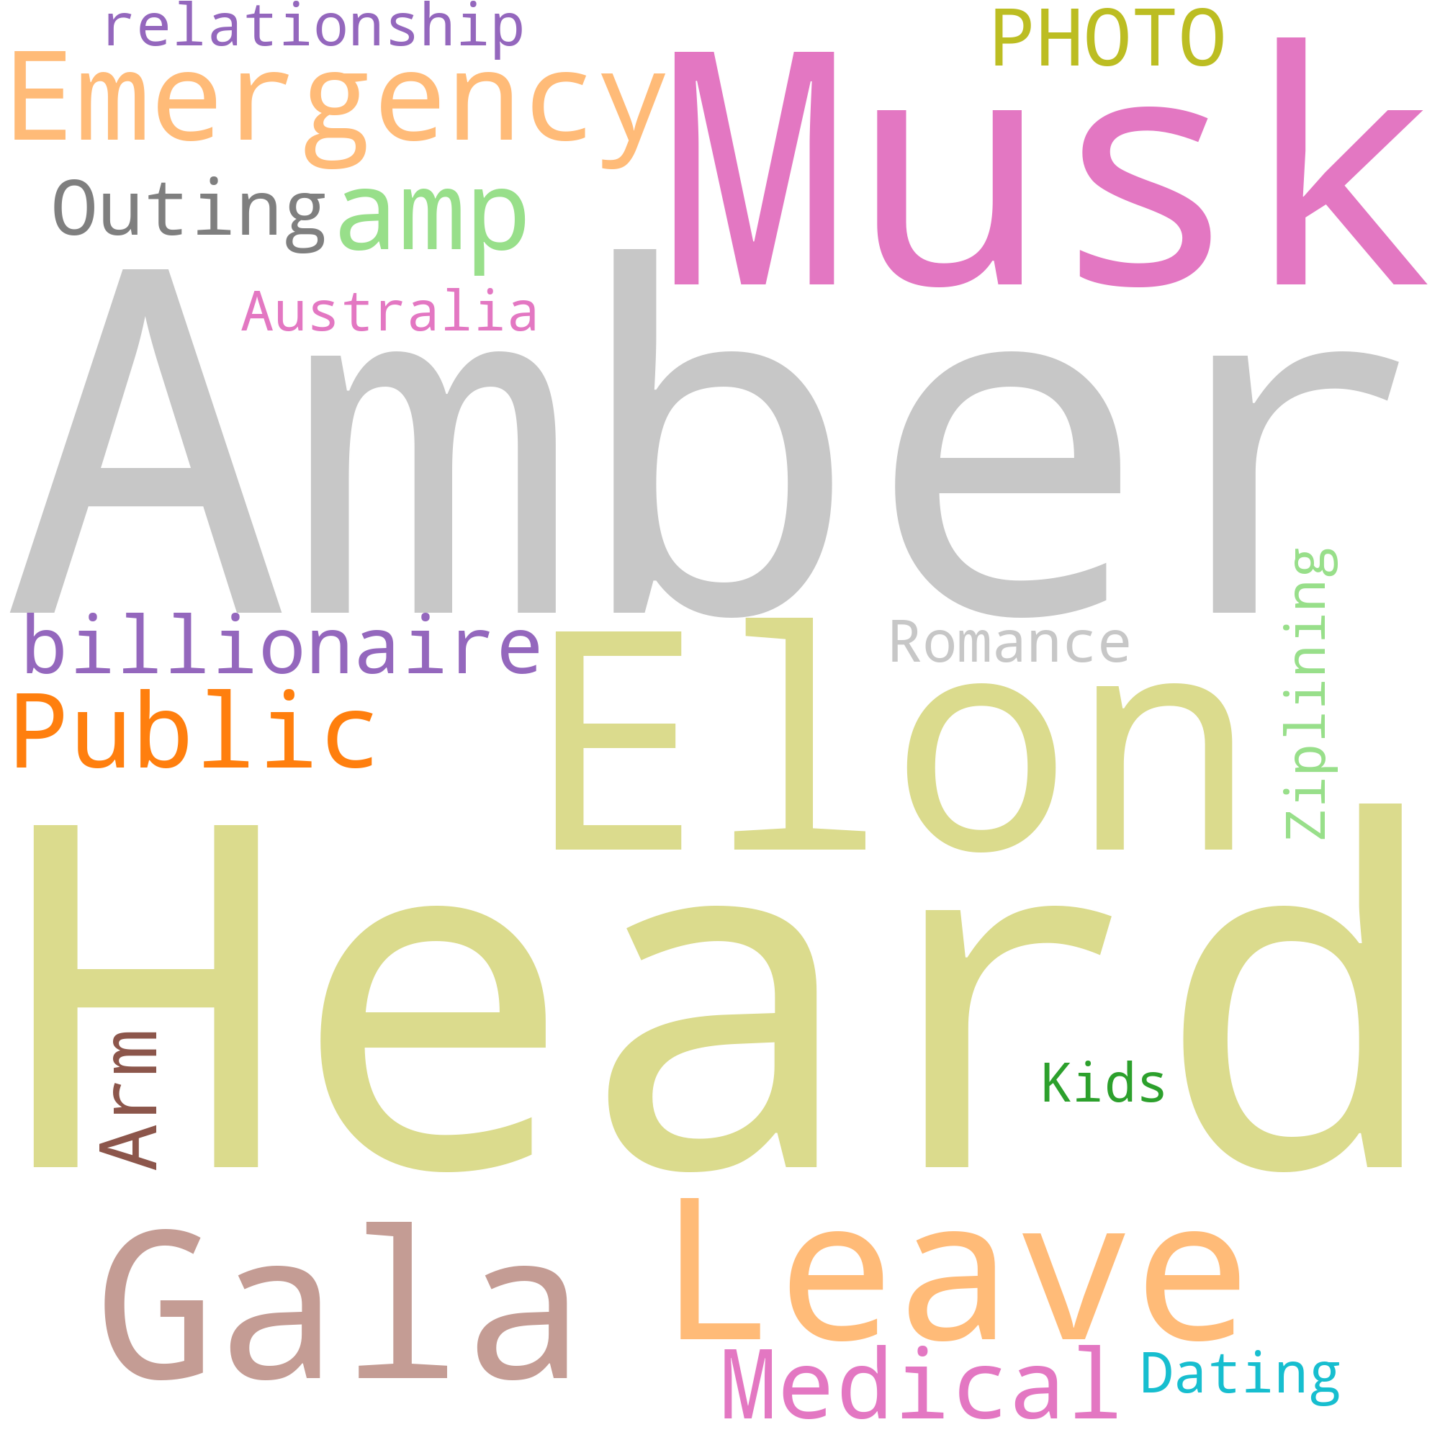 relationship
PHOTO
Emergency
Musk
Outing
amp
Australia
Amber
billionaire
Romance
Ziplining
Elon
Public
Heard
Arm
Kids
Gala
Leave
Medical
Dating